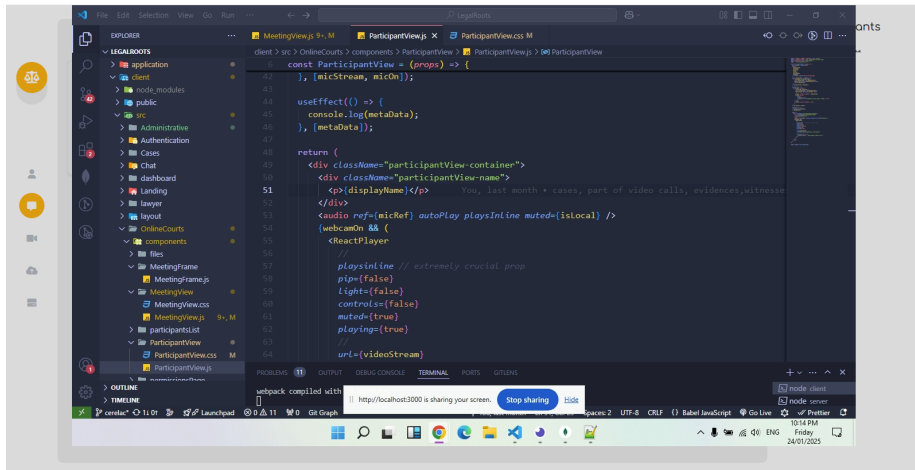 File Edit Selection View Go Run ··· LegalRoots
ants
EXPLORER ···
MeetingView.js 9+, M ParticipantView.js ParticipantView.css M
LEGALROOTS
client > src > OnlineCourts > components > ParticipantView > ParticipantView.js > ParticipantView
application
6 const ParticipantView = (props) => {
client
42 }, [micStream, micOn]);
node_modules
43
public
44 useEffect(() => {
src
45 console.log(metaData);
Administrative
46 }, [metaData]);
Authentication
47
Cases
48 return (
Chat
49 <div className="participantView-container">
dashboard
50 <div className="participantView-name">
Landing
51 <p>{displayName}</p> You, last month • cases, part of video calls, evidences,witnesse
lawyer
52 </div>
layout
53 <audio ref={micRef} autoPlay playsInline muted={isLocal} />
OnlineCourts
54 {webcamOn && (
components
55 <ReactPlayer
files
56 //
MeetingFrame
57 playsinline // extremely crucial prop
MeetingFrame.js
58 pip={false}
MeetingView
59 light={false}
MeetingView.css
60 controls={false}
MeetingView.js 9+, M
61 muted={true}
participantsList
62 playing={true}
ParticipantView
63 //
ParticipantView.css M
64 url={videoStream}
ParticipantView.js
PROBLEMS 11 OUTPUT DEBUG CONSOLE TERMINAL PORTS GITLENS
OUTLINE
webpack compiled with
node client
TIMELINE
node server
http://localhost:3000 is sharing your screen. Stop sharing Hide
cerelac* 1↓ 0↑ Launchpad 0 11 0 Git Graph Spaces: 2 UTF-8 CRLF {} Babel JavaScript Go Live Prettier
ENG
10:14 PM
Friday
24/01/2025